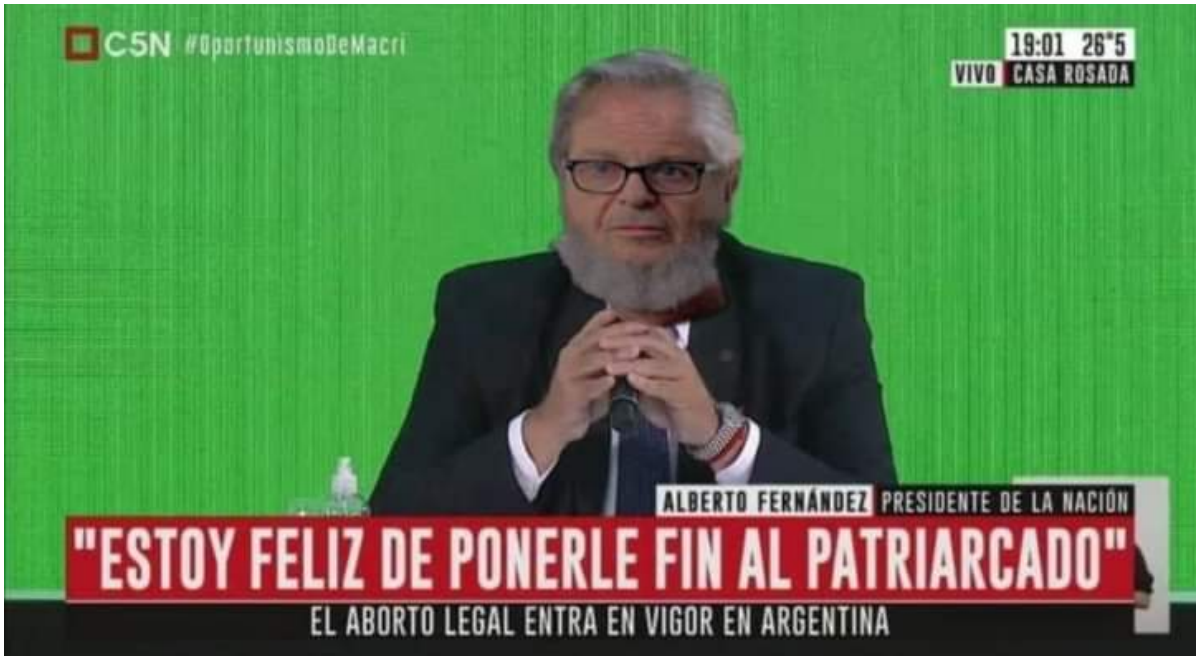 C5N #OportunismoDeMacri
19:01 26°5
VIVO CASA ROSADA
ALBERTO FERNÁNDEZ PRESIDENTE DE LA NACIÓN
"ESTOY FELIZ DE PONERLE FIN AL PATRIARCADO"
EL ABORTO LEGAL ENTRA EN VIGOR EN ARGENTINA